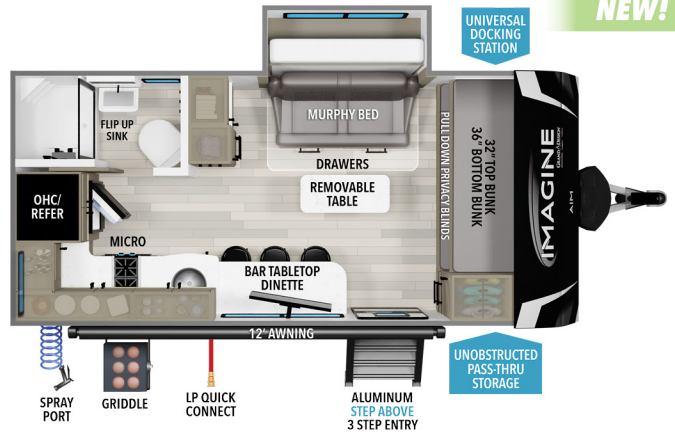 NEW!
UNIVERSAL
DOCKING
STATION
FLIP UP
SINK
MURPHY BED
DRAWERS
REMOVABLE
TABLE
PULL DOWN PRIVACY BLINDS
32" TOP BUNK
36" BOTTOM BUNK
IMAGINE
GRAND DESIGN
AIM
OHC/
REFER
MICRO
BAR TABLETOP
DINETTE
12' AWNING
SPRAY
PORT
GRIDDLE
LP QUICK
CONNECT
ALUMINUM
STEP ABOVE
3 STEP ENTRY
UNOBSTRUCTED
PASS-THRU
STORAGE